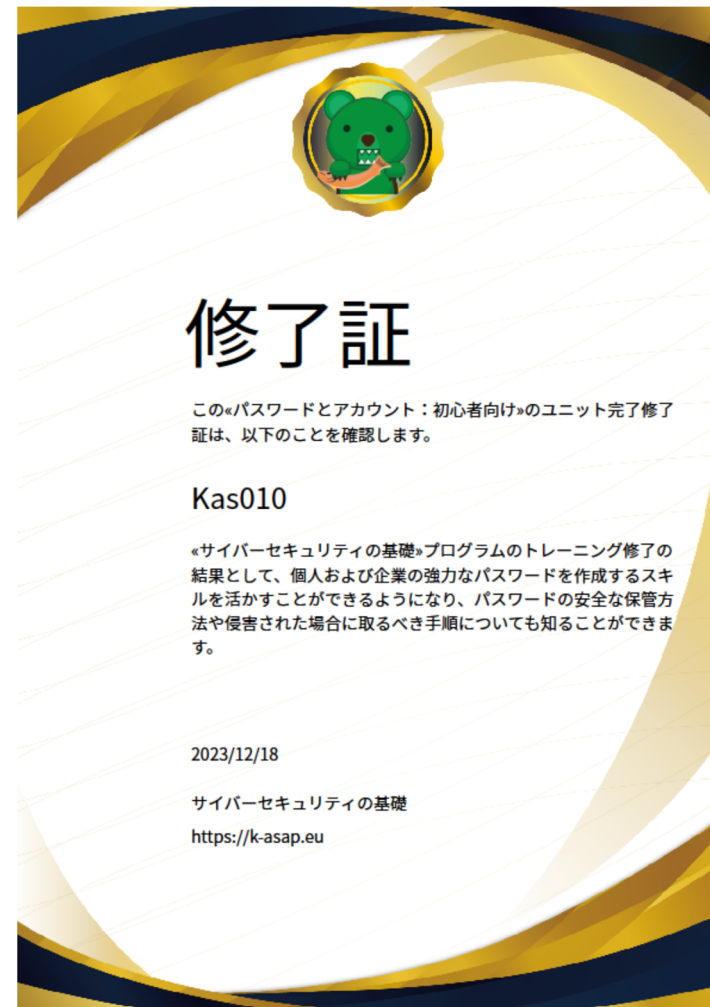 修了証
この«パスワードとアカウント：初心者向け»のユニット完了修了
証は、以下のことを確認します。
Kas010
«サイバーセキュリティの基礎»プログラムのトレーニング修了の
結果として、個人および企業の強力なパスワードを作成するスキ
ルを活かすことができるようになり、パスワードの安全な保管方
法や侵害された場合に取るべき手順についても知ることができま
す。
2023/12/18
サイバーセキュリティの基礎
https://k-asap.eu